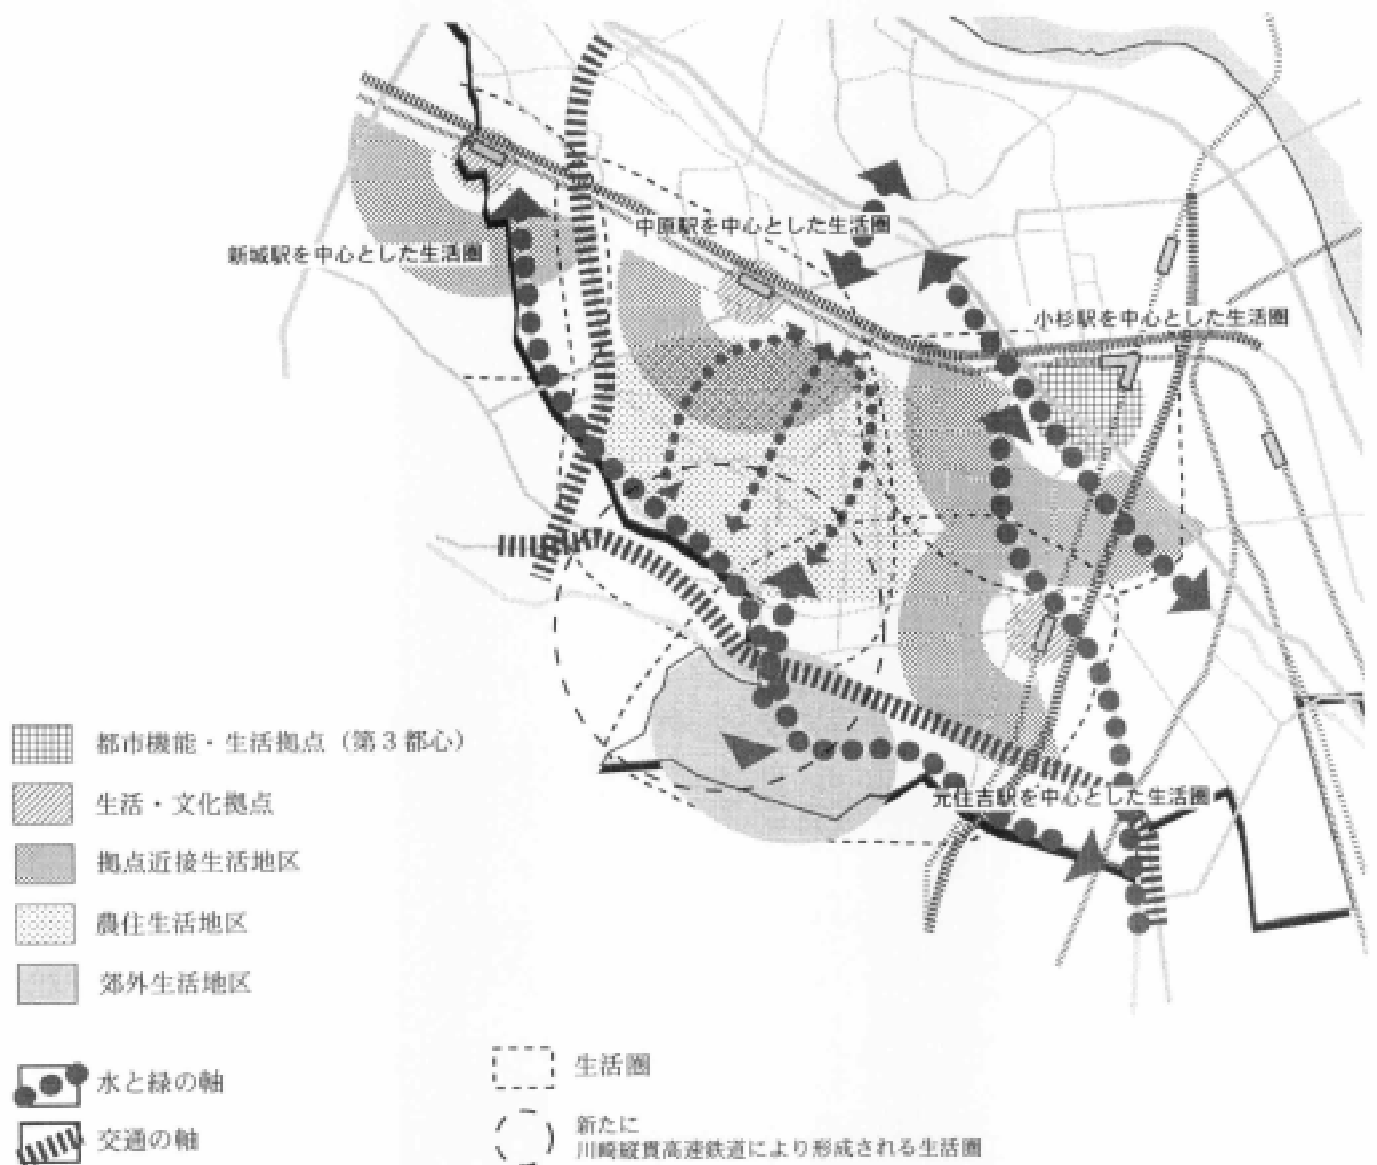 中原駅を中心とした生活圏
新城駅を中心とした生活圏
小杉駅を中心とした生活圏
元住吉駅を中心とした生活圏
都市機能・生活拠点（第３都心）
生活・文化拠点
拠点近接生活地区
農住生活地区
郊外生活地区
水と緑の軸
交通の軸
生活圏
新たに
川崎縦貫高速鉄道により形成される生活圏